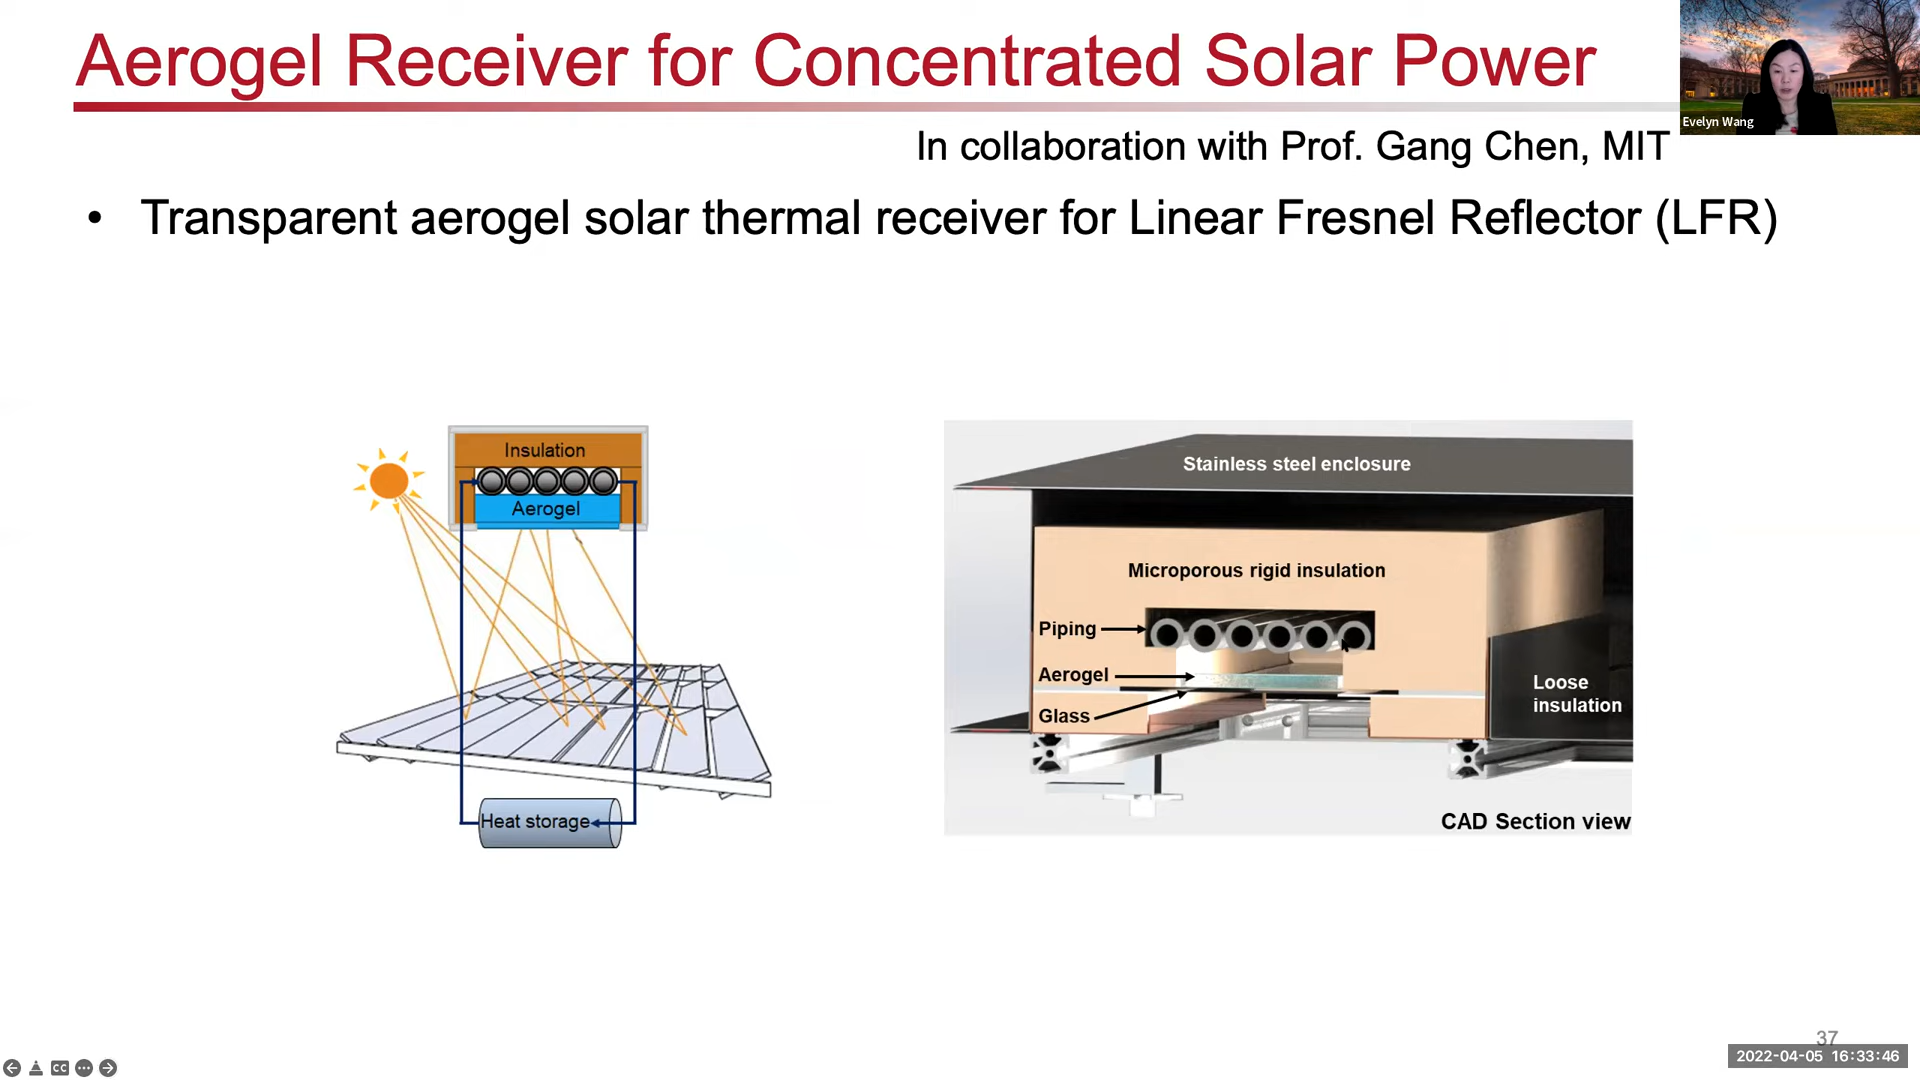 Aerogel Receiver for Concentrated Solar Power
Evelyn Wang
In collaboration with Prof. Gang Chen, MIT
• Transparent aerogel solar thermal receiver for Linear Fresnel Reflector (LFR)
Insulation
Aerogel
Heat storage
Stainless steel enclosure
Microporous rigid insulation
Piping
Aerogel
Glass
Loose
insulation
CAD Section view
37
2022-04-05 16:33:46
CC